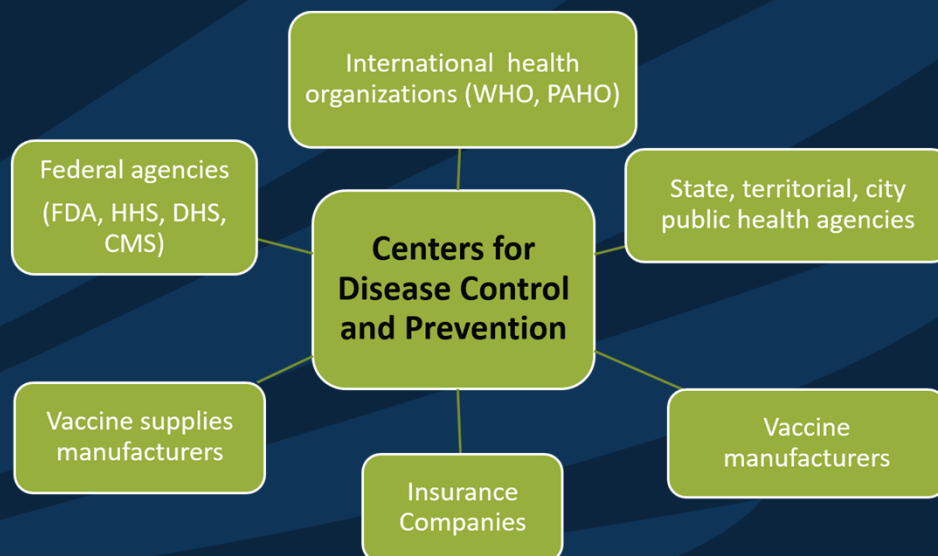 International health
organizations (WHO, PAHO)
Federal agencies
(FDA, HHS, DHS,
CMS)
State, territorial, city
public health agencies
Centers for
Disease Control
and Prevention
Vaccine supplies
manufacturers
Vaccine
manufacturers
Insurance
Companies